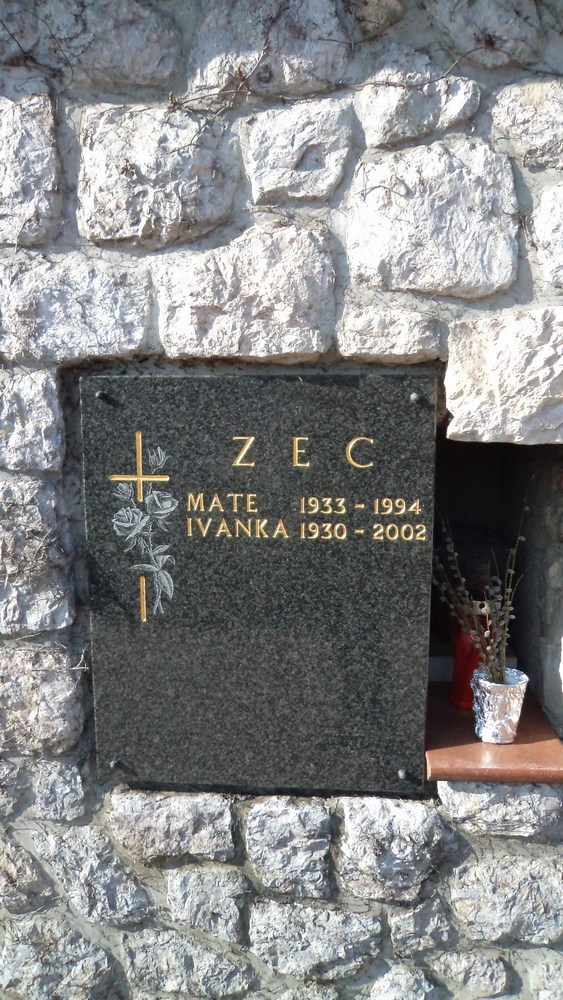 ZEC
MATE 1933 - 1994
IVANKA 1930 - 2002